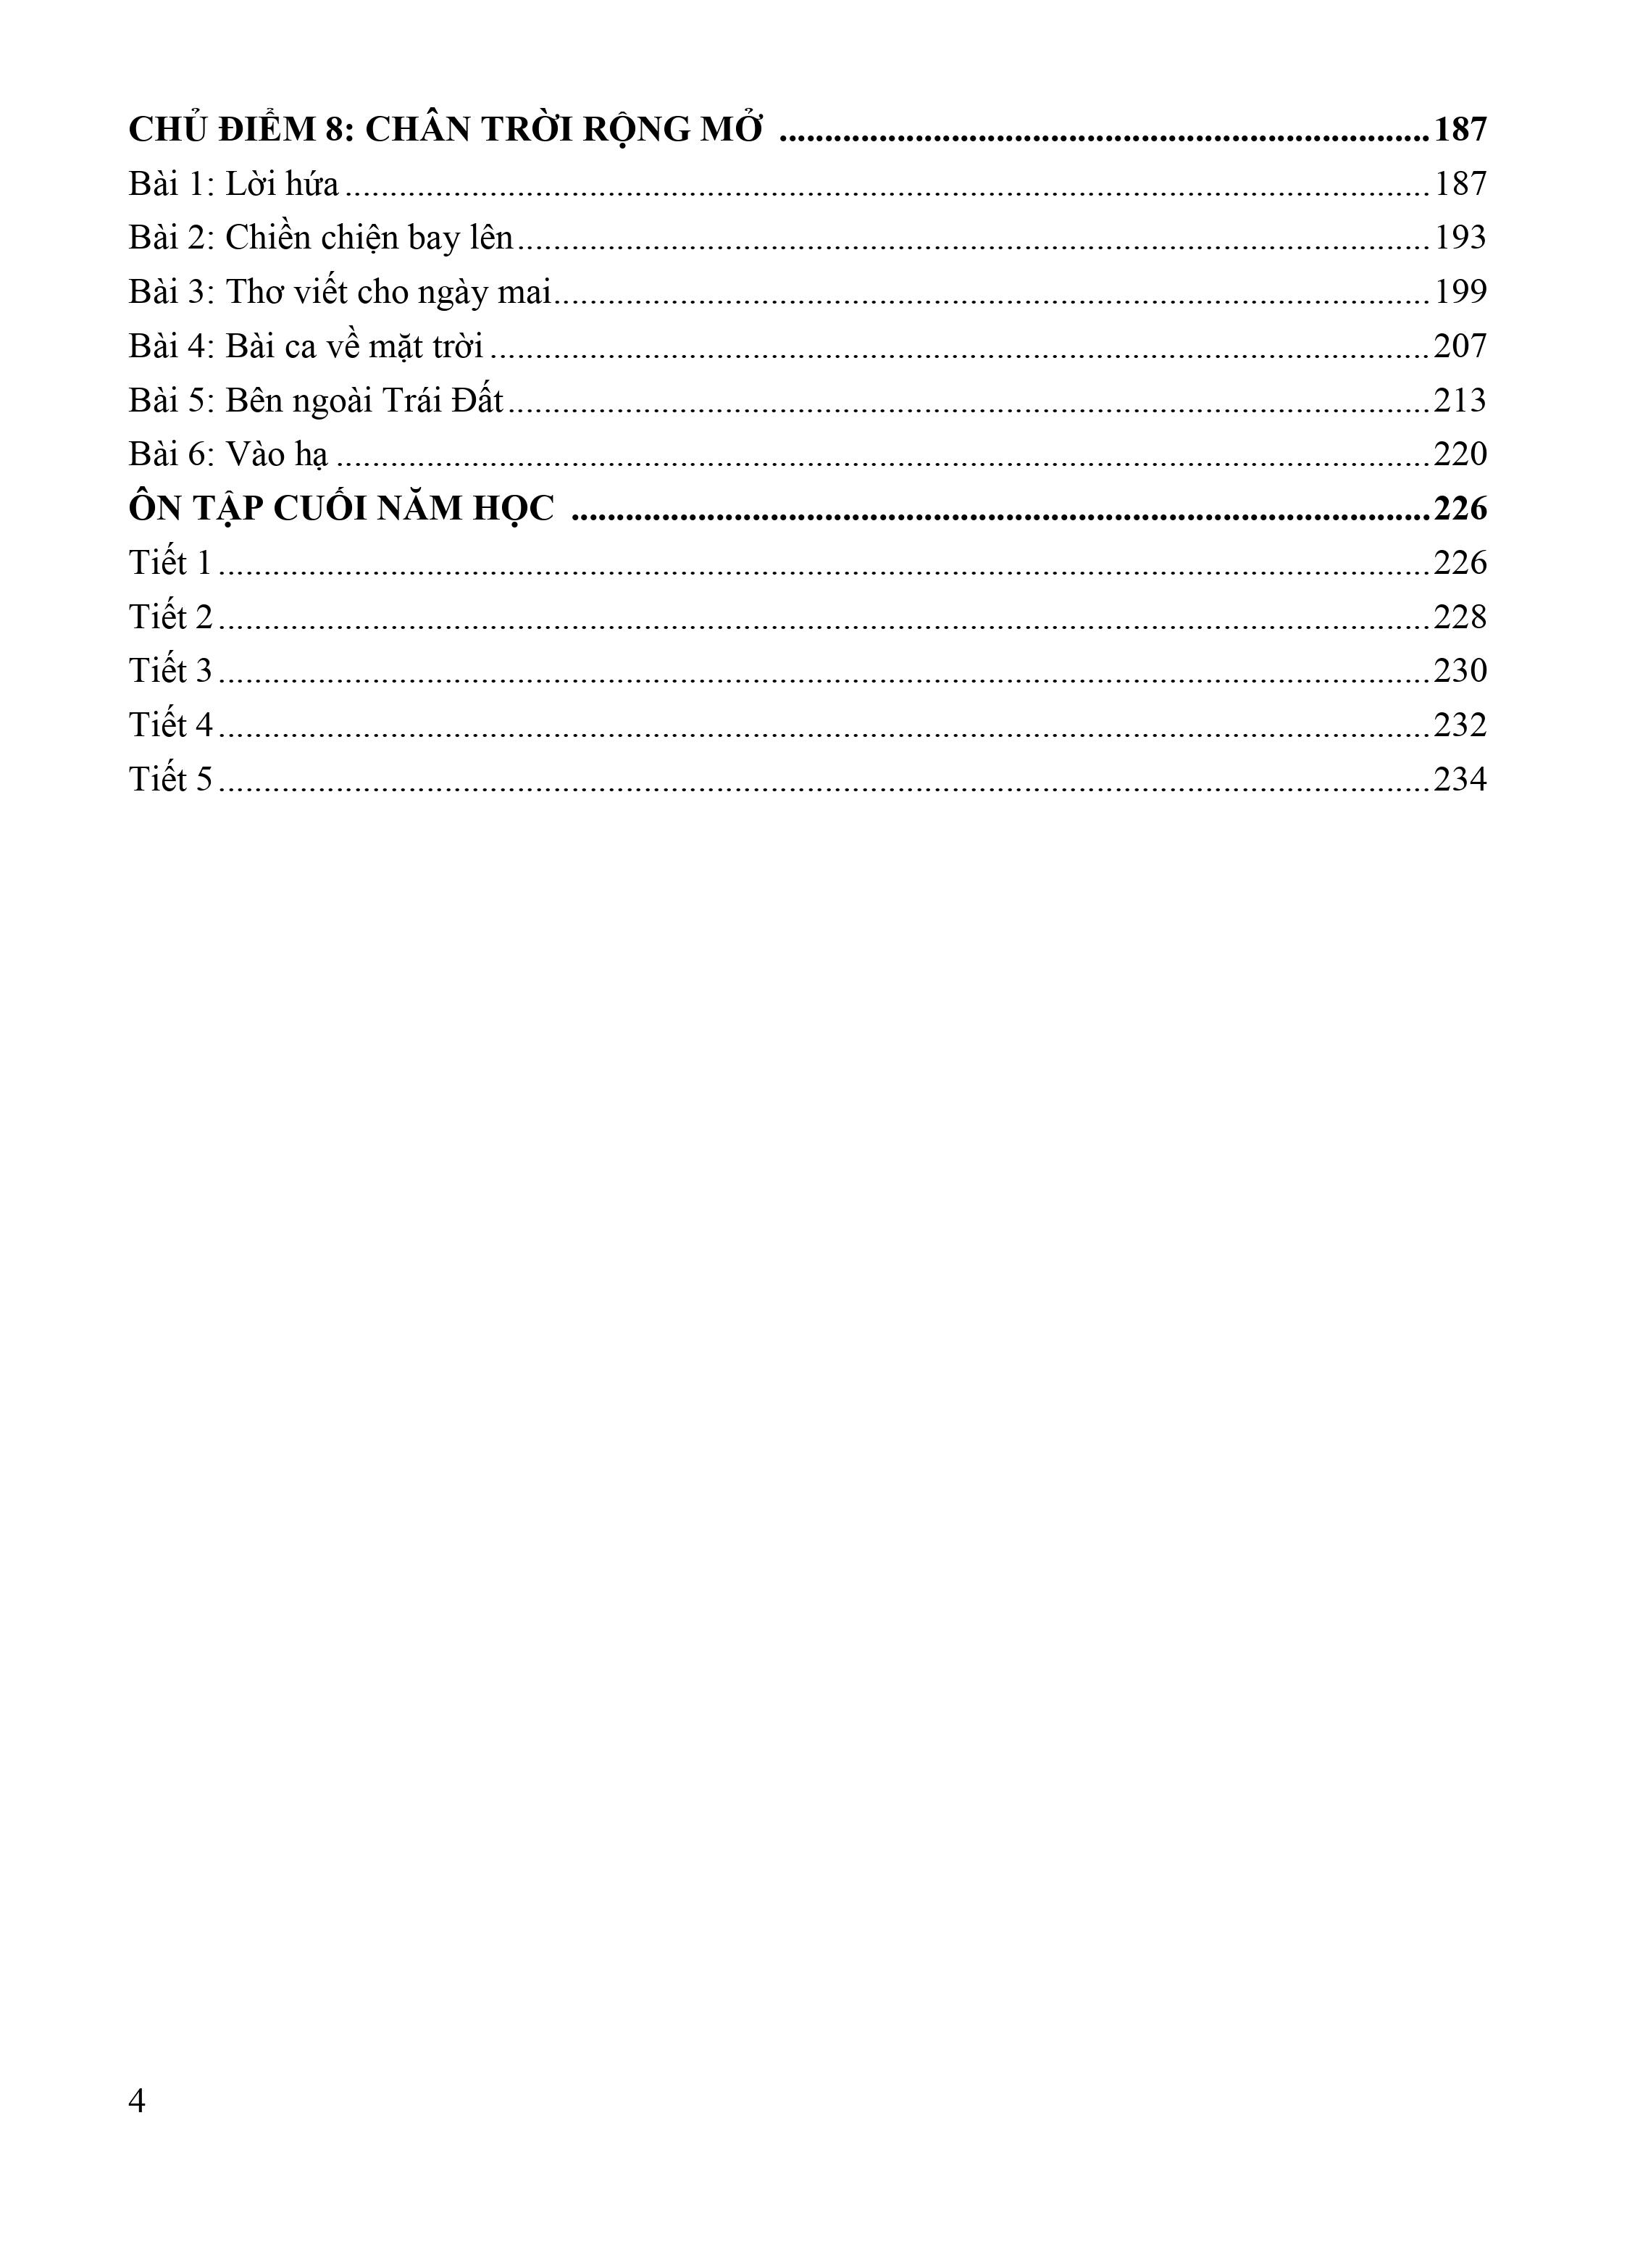 CHỦ ĐIỂM 8: CHÂN TRỜI RỘNG MỞ ........................................................................187
Bài 1: Lời hứa........................................................................................................................187
Bài 2: Chiền chiện bay lên.....................................................................................................193
Bài 3: Thơ viết cho ngày mai.................................................................................................199
Bài 4: Bài ca về mặt trời........................................................................................................207
Bài 5: Bên ngoài Trái Đất......................................................................................................213
Bài 6: Vào hạ.........................................................................................................................220
ÔN TẬP CUỐI NĂM HỌC ...............................................................................................226
Tiết 1......................................................................................................................................226
Tiết 2......................................................................................................................................228
Tiết 3......................................................................................................................................230
Tiết 4......................................................................................................................................232
Tiết 5......................................................................................................................................234
4